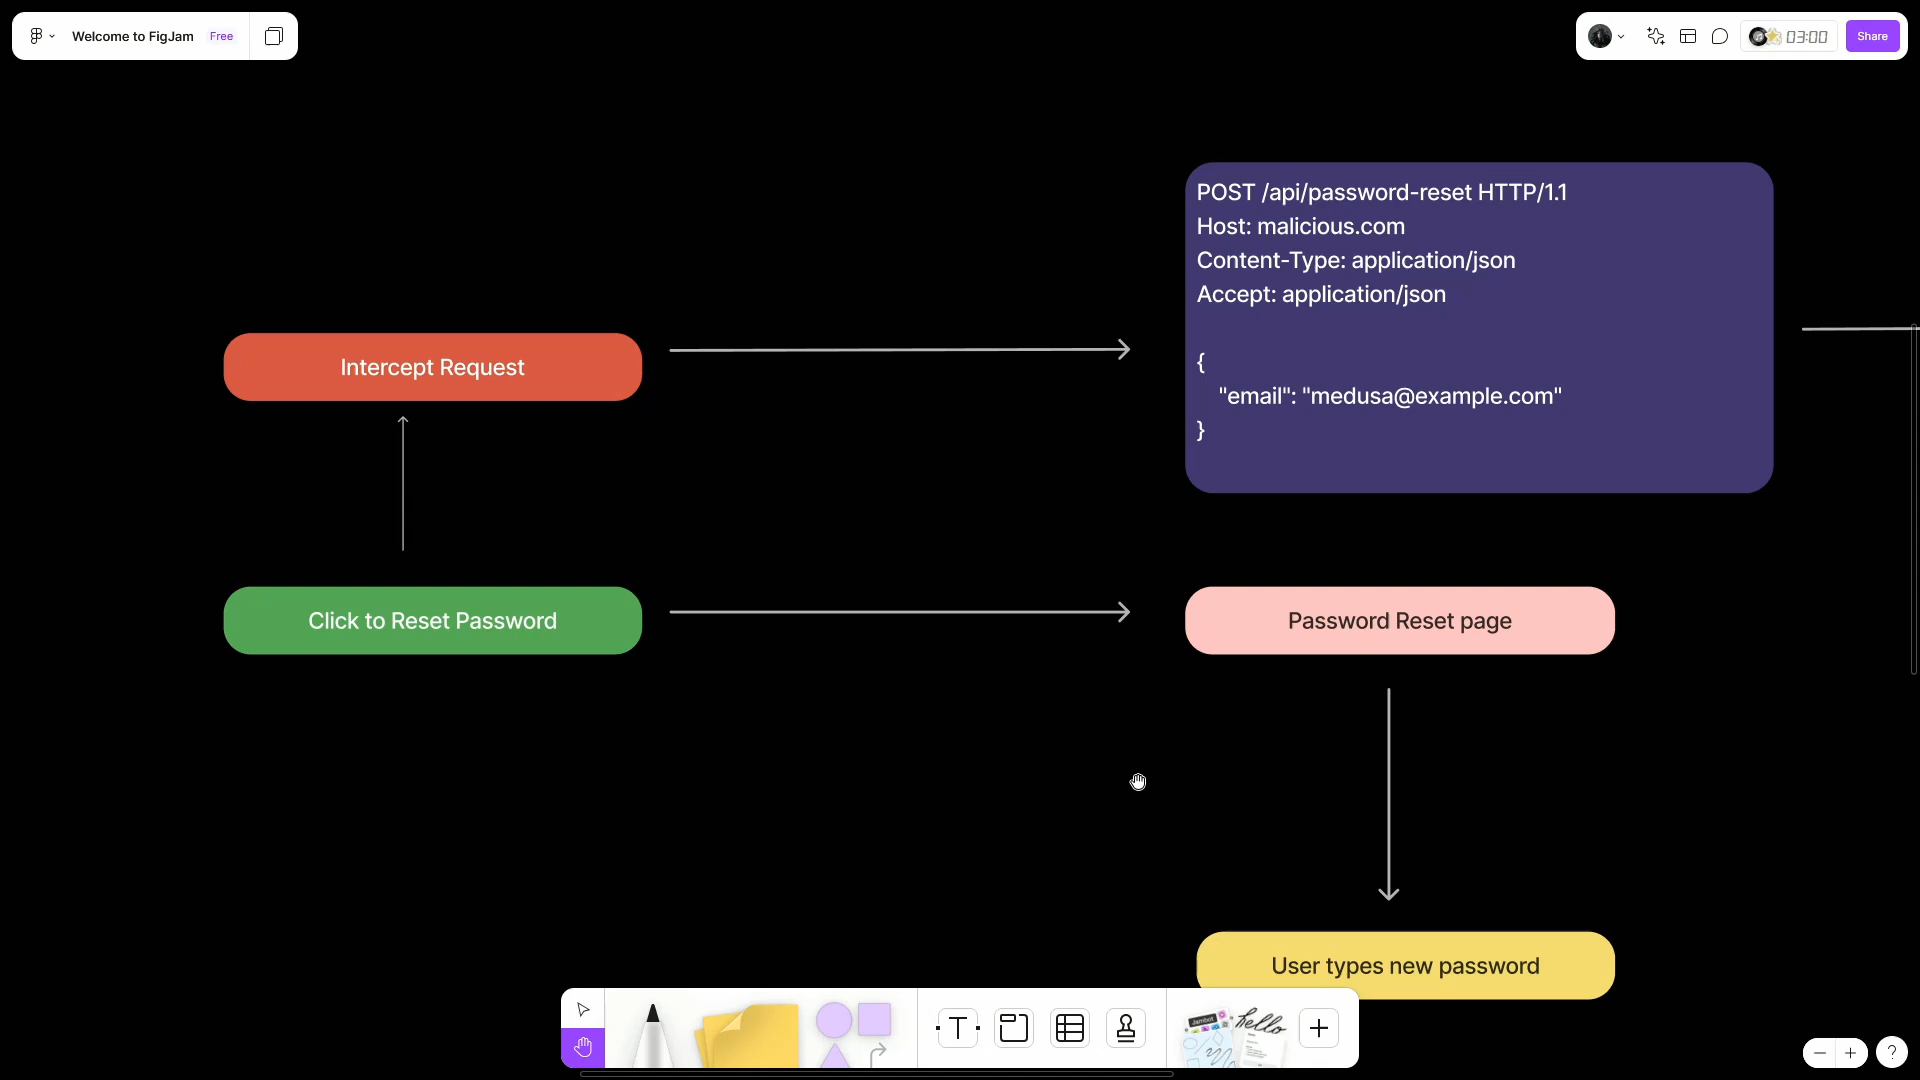 Welcome to FigJam
Free
03:00
Share
POST /api/password-reset HTTP/1.1
Host: malicious.com
Content-Type: application/json
Accept: application/json
{
"email": "medusa@example.com"
}
Intercept Request
Click to Reset Password
Password Reset page
User types new password
T
Jambot
hello
?